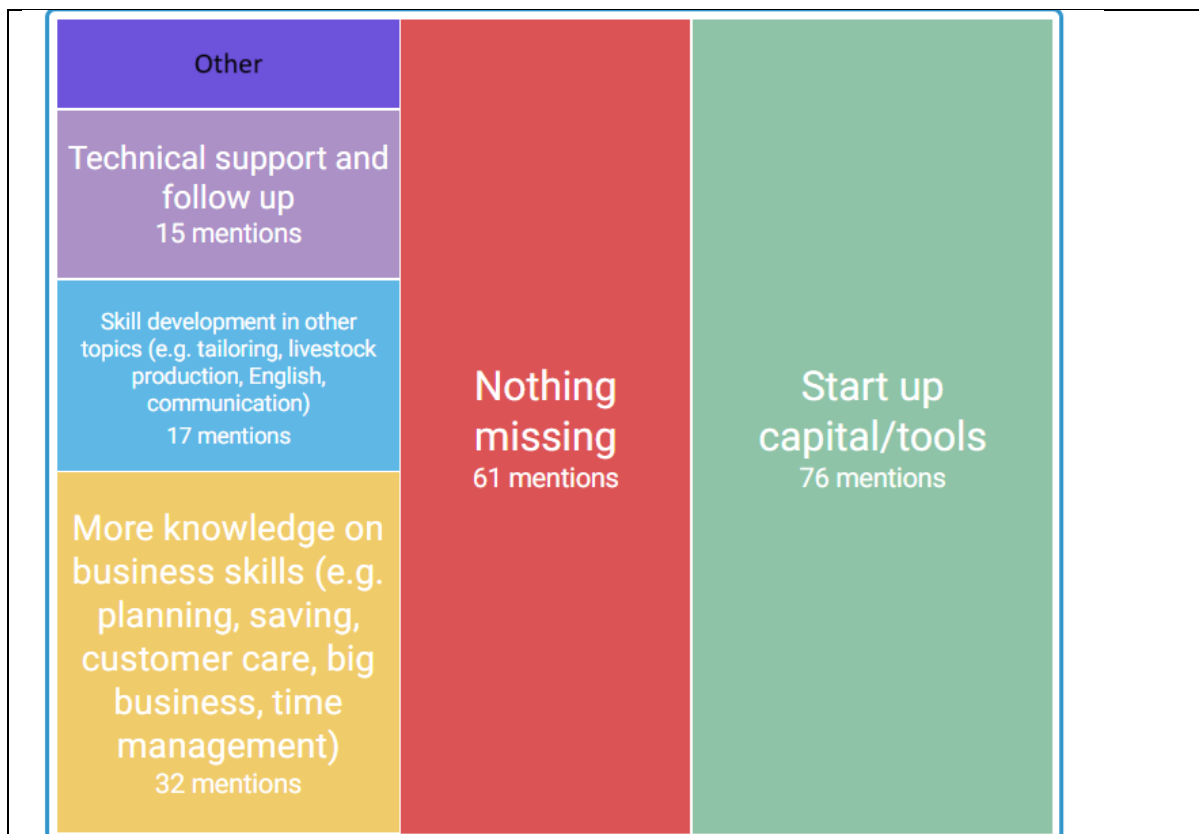 Other
Technical support and
follow up
15 mentions
Skill development in other
topics (e.g. tailoring, livestock
production, English,
communication)
17 mentions
More knowledge on
business skills (e.g.
planning, saving,
customer care, big
business, time
management)
32 mentions
Nothing
missing
61 mentions
Start up
capital/tools
76 mentions